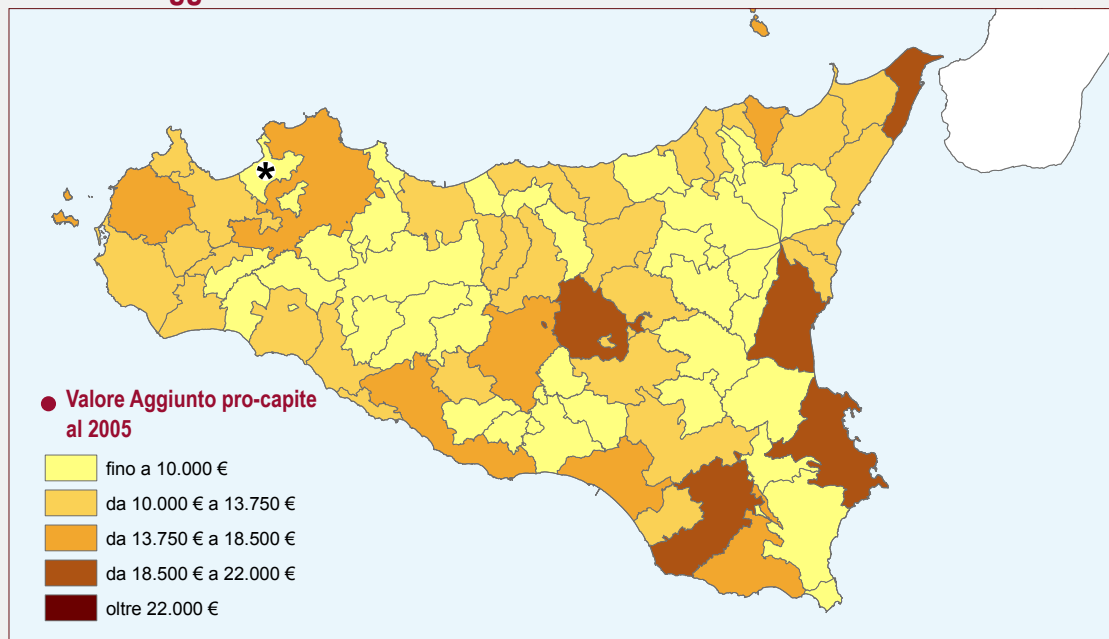 Valore Aggiunto pro-capite
al 2005
fino a 10.000 €
da 10.000 € a 13.750 €
da 13.750 € a 18.500 €
da 18.500 € a 22.000 €
oltre 22.000 €
*